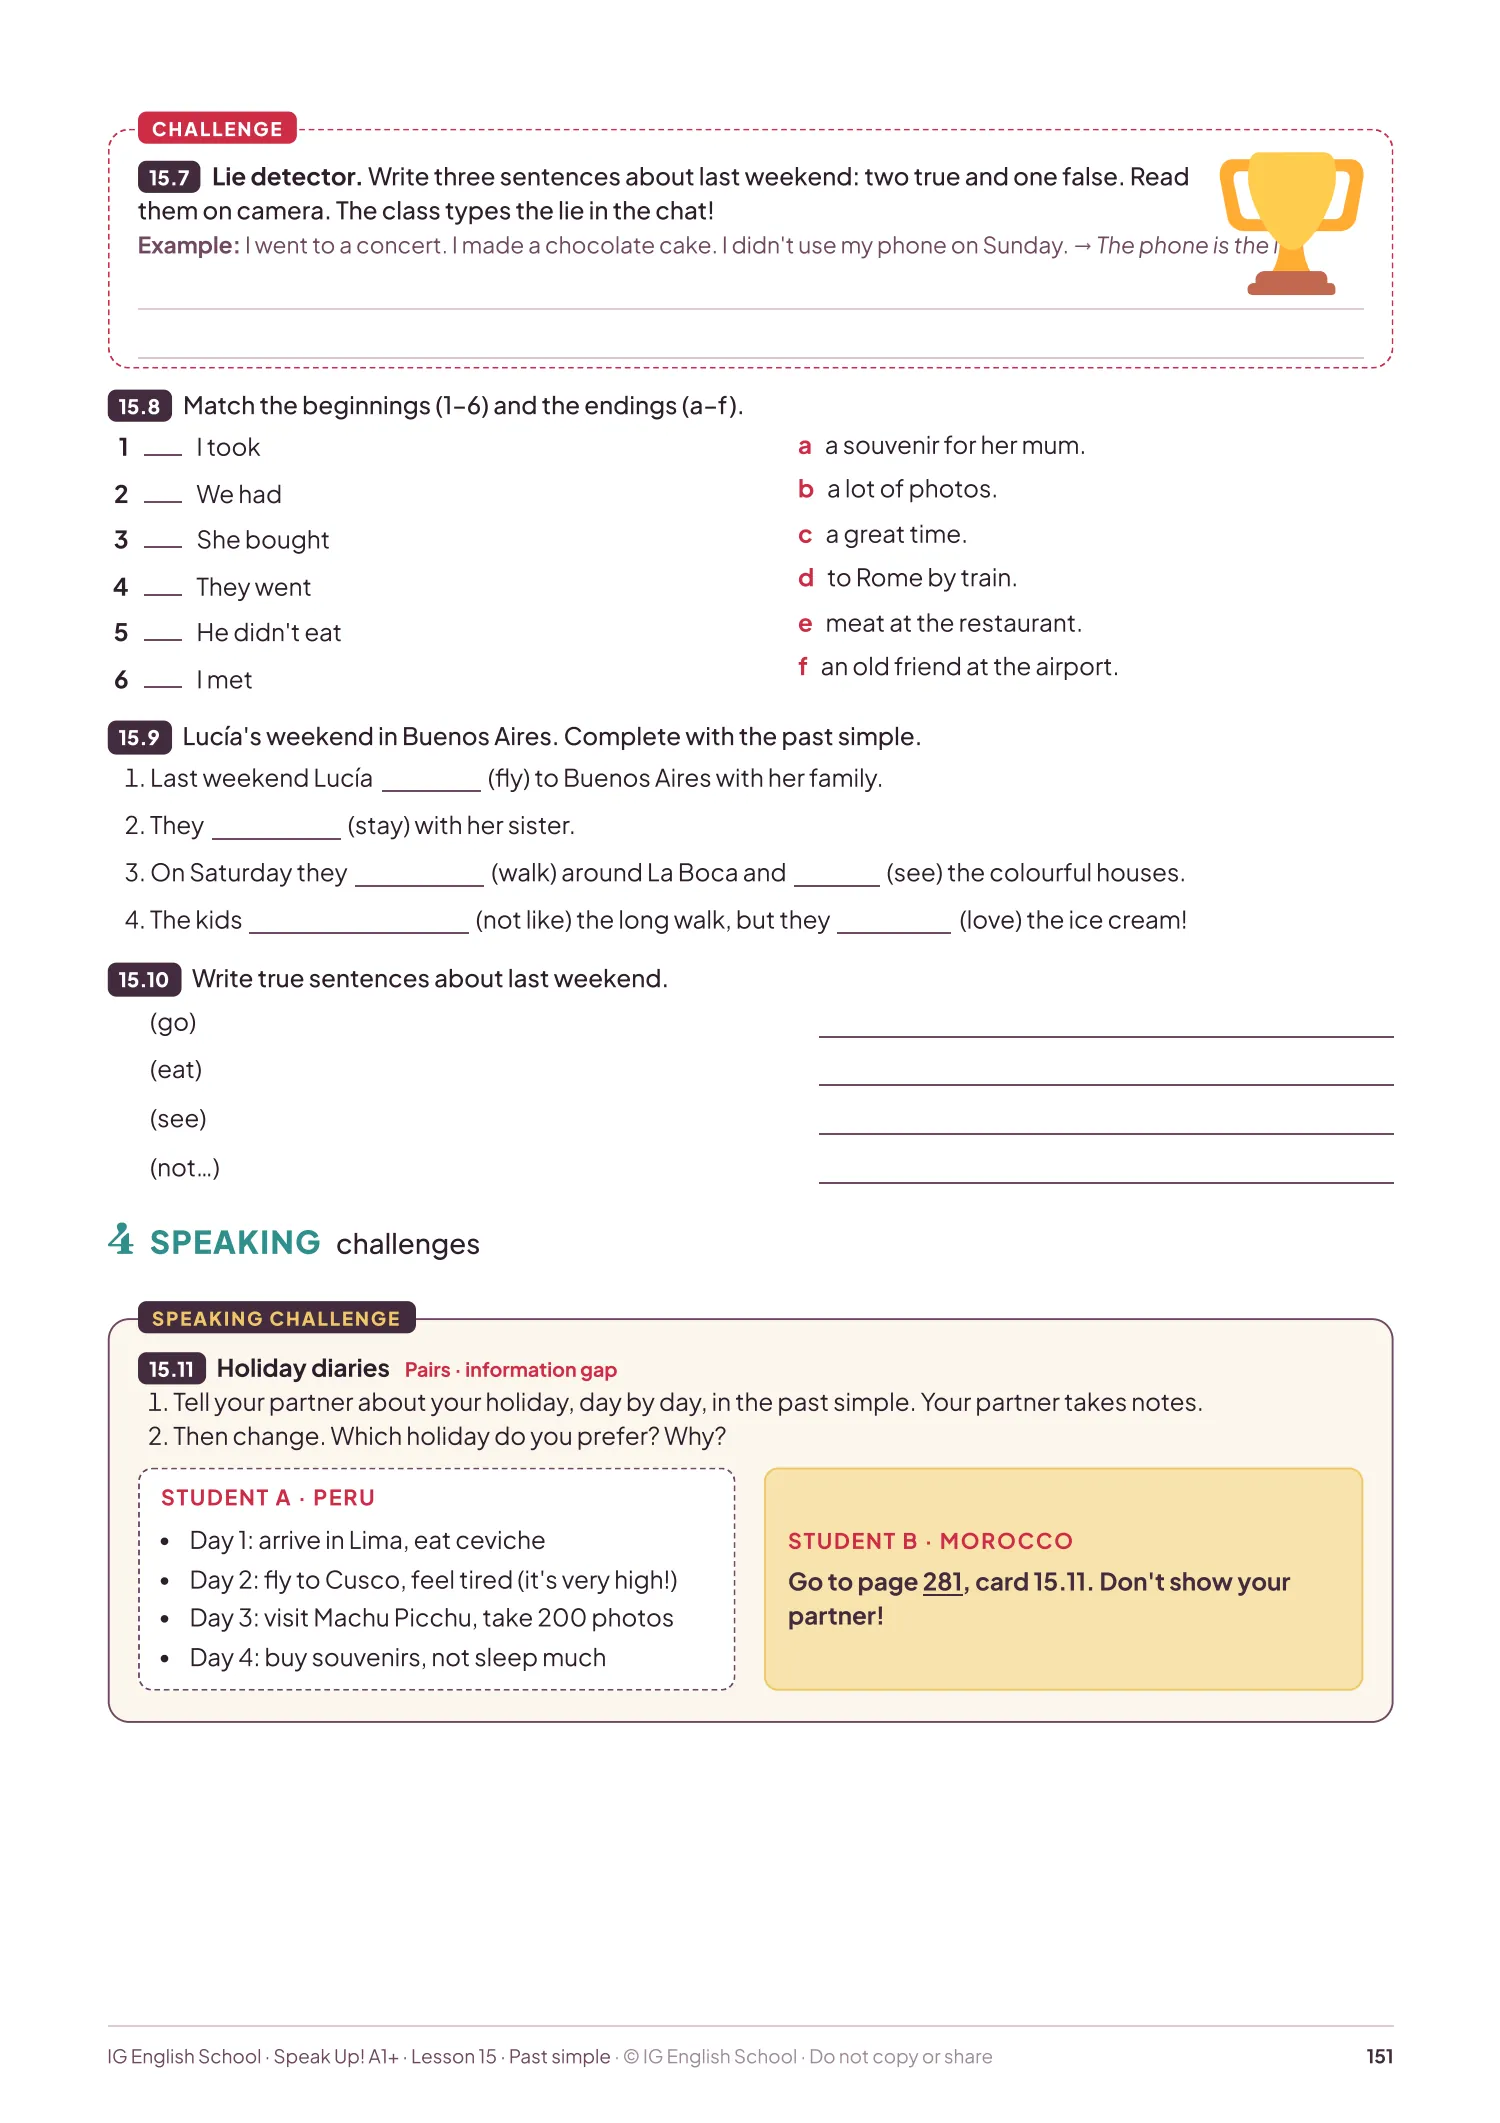 CHALLENGE
15.7 Lie detector. Write three sentences about last weekend: two true and one false. Read
them on camera. The class types the lie in the chat!
Example: I went to a concert. I made a chocolate cake. I didn't use my phone on Sunday. → The phone is the
15.8 Match the beginnings (1–6) and the endings (a–f).
1 ___ I took
2 ___ We had
3 ___ She bought
4 ___ They went
5 ___ He didn't eat
6 ___ I met
a a souvenir for her mum.
b a lot of photos.
c a great time.
d to Rome by train.
e meat at the restaurant.
f an old friend at the airport.
15.9 Lucía's weekend in Buenos Aires. Complete with the past simple.
1. Last weekend Lucía ________ (fly) to Buenos Aires with her family.
2. They __________ (stay) with her sister.
3. On Saturday they __________ (walk) around La Boca and _______ (see) the colourful houses.
4. The kids __________________ (not like) the long walk, but they _________ (love) the ice cream!
15.10 Write true sentences about last weekend.
(go)
(eat)
(see)
(not…)
4 SPEAKING challenges
SPEAKING CHALLENGE
15.11 Holiday diaries Pairs · information gap
1. Tell your partner about your holiday, day by day, in the past simple. Your partner takes notes.
2. Then change. Which holiday do you prefer? Why?
STUDENT A · PERU
• Day 1: arrive in Lima, eat ceviche
• Day 2: fly to Cusco, feel tired (it's very high!)
• Day 3: visit Machu Picchu, take 200 photos
• Day 4: buy souvenirs, not sleep much
STUDENT B · MOROCCO
Go to page 281, card 15.11. Don't show your
partner!
IG English School · Speak Up! A1+ · Lesson 15 · Past simple · © IG English School · Do not copy or share
151